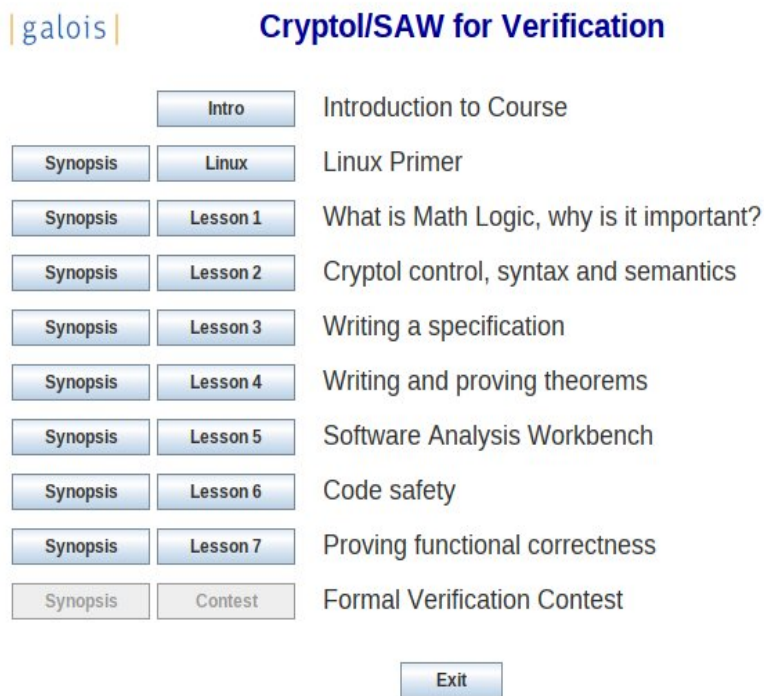 |galois| Cryptol/SAW for Verification
Intro Introduction to Course
Synopsis Linux Linux Primer
Synopsis Lesson 1 What is Math Logic, why is it important?
Synopsis Lesson 2 Cryptol control, syntax and semantics
Synopsis Lesson 3 Writing a specification
Synopsis Lesson 4 Writing and proving theorems
Synopsis Lesson 5 Software Analysis Workbench
Synopsis Lesson 6 Code safety
Synopsis Lesson 7 Proving functional correctness
Synopsis Contest Formal Verification Contest
Exit